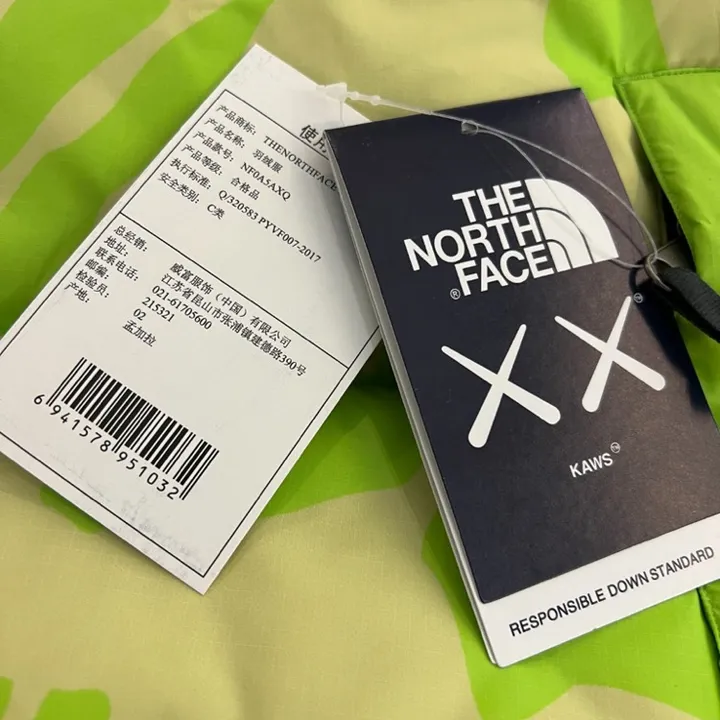 使用
产品商标： THENORTHFACE
产品名称： 羽绒服
产品款号： NF0A5AXQ
产品等级： 合格品
执行标准： Q/320583 PYVF007-2017
安全类别： C类
总经销： 威富服饰（中国）有限公司
地址： 江苏省昆山市张浦镇建德路390号
联系电话： 021-61705600
邮编： 215321
检验员： 02
产地： 孟加拉
6 941578 951032
THE
NORTH
FACE
®
XX
TM
KAWS
TM
RESPONSIBLE DOWN STANDARD